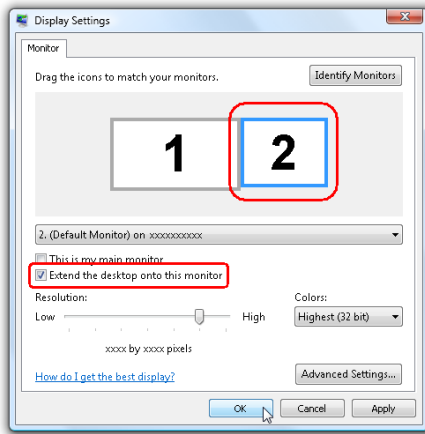 Display Settings
Monitor
Drag the icons to match your monitors.
Identify Monitors
1
2
2. (Default Monitor) on xxxxxxxxxx
This is my main monitor
Extend the desktop onto this monitor
Resolution:
Colors:
Low
High
Highest (32 bit)
xxxx by xxxx pixels
How do I get the best display?
Advanced Settings...
OK
Cancel
Apply